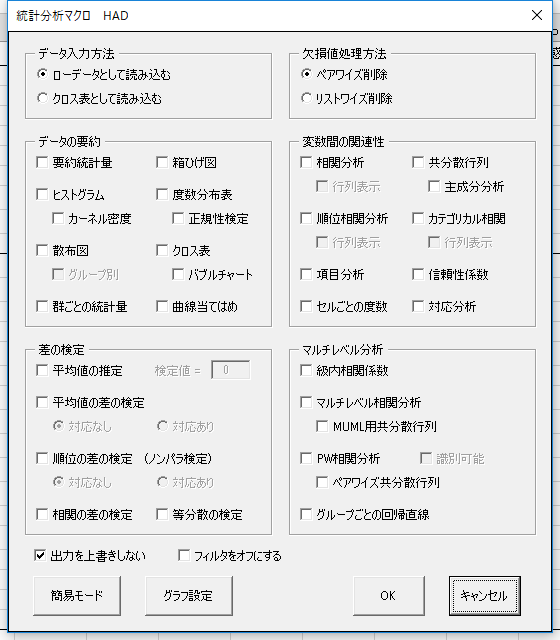 統計分析マクロ HAD
データ入力方法
ローデータとして読み込む
クロス表として読み込む
欠損値処理方法
ペアワイズ削除
リストワイズ削除
データの要約
要約統計量 箱ひげ図
ヒストグラム 度数分布表
カーネル密度 正規性検定
散布図 クロス表
グループ別 バブルチャート
群ごとの統計量 曲線当てはめ
変数間の関連性
相関分析 共分散行列
行列表示 主成分分析
順位相関分析 カテゴリカル相関
行列表示 行列表示
項目分析 信頼性係数
セルごとの度数 対応分析
差の検定
平均値の推定 検定値 = 0
平均値の差の検定
対応なし 対応あり
順位の差の検定 (ノンパラ検定)
対応なし 対応あり
相関の差の検定 等分散の検定
マルチレベル分析
級内相関係数
マルチレベル相関分析
MUML用共分散行列
PW相関分析 識別可能
ペアワイズ共分散行列
グループごとの回帰直線
出力を上書きしない フィルタをオフにする
簡易モード グラフ設定 OK キャンセル